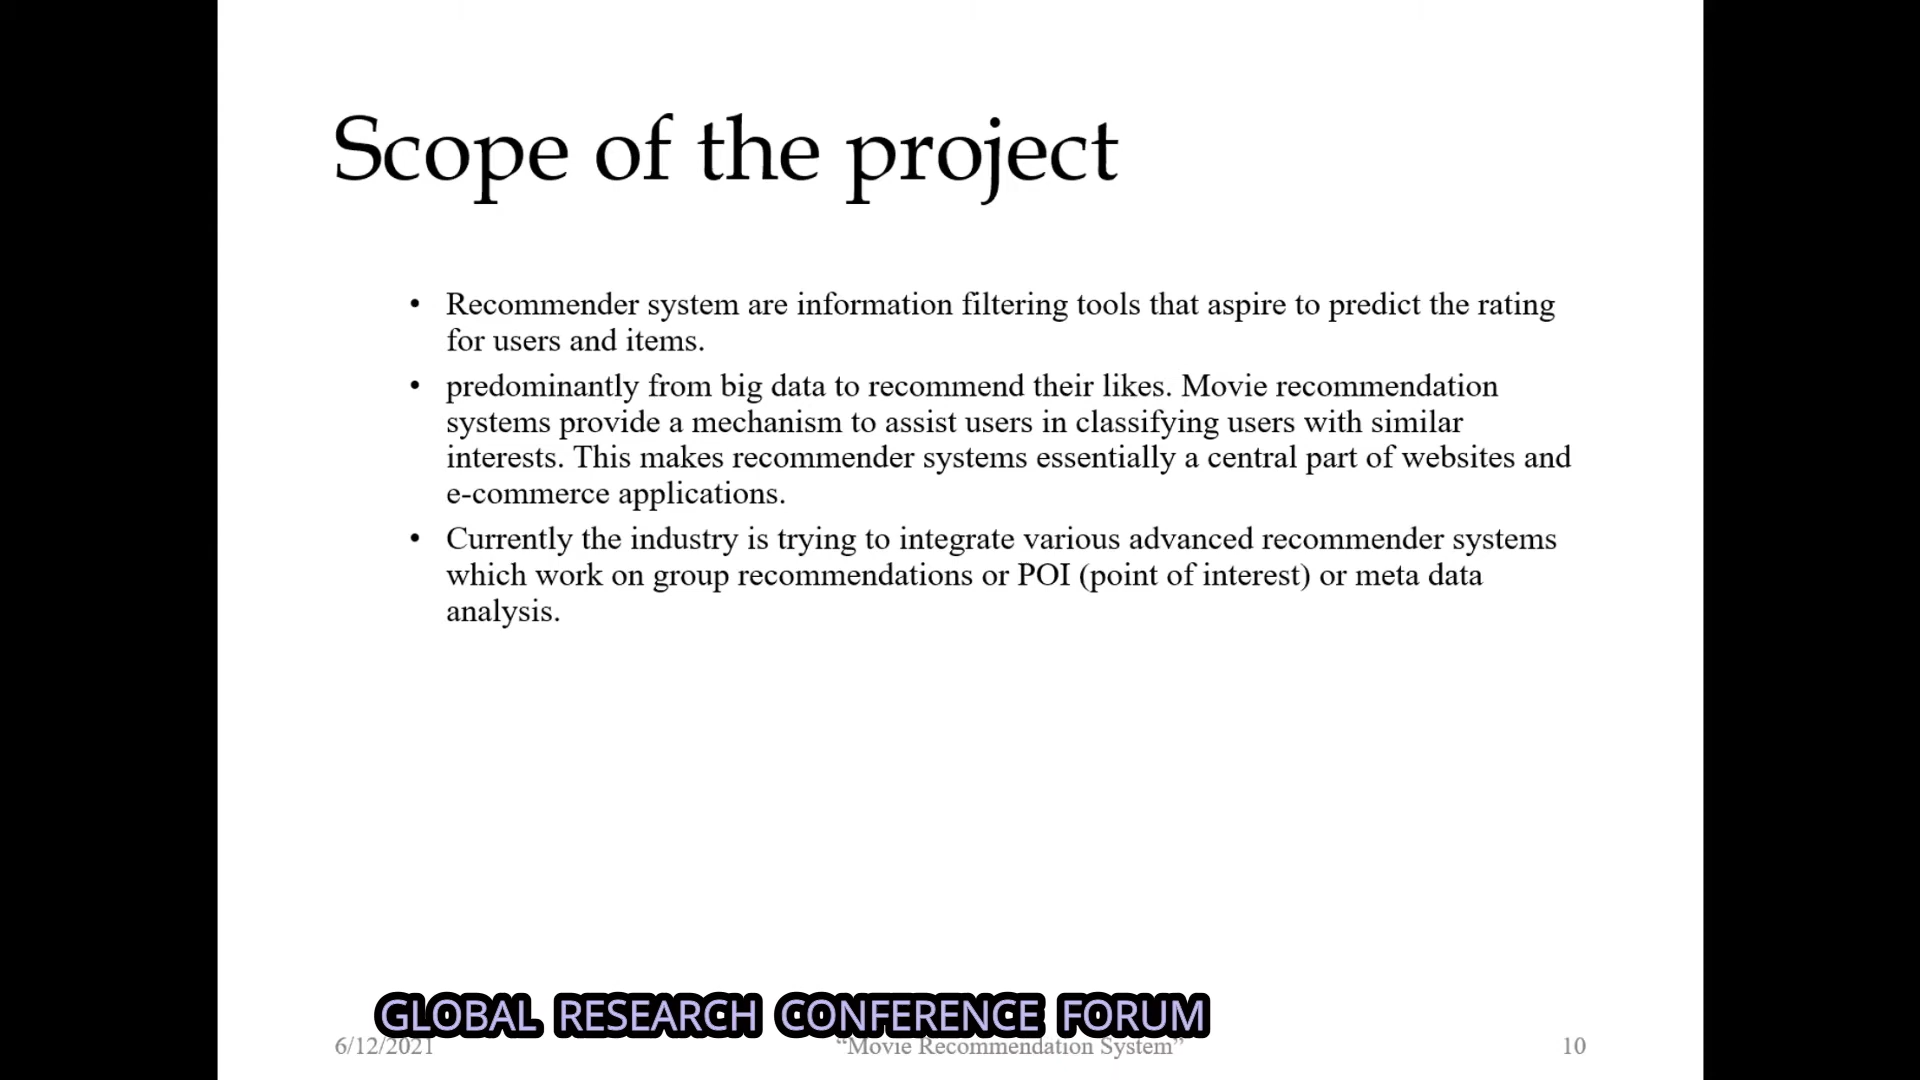 Scope of the project
• Recommender system are information filtering tools that aspire to predict the rating
for users and items.
• predominantly from big data to recommend their likes. Movie recommendation
systems provide a mechanism to assist users in classifying users with similar
interests. This makes recommender systems essentially a central part of websites and
e-commerce applications.
• Currently the industry is trying to integrate various advanced recommender systems
which work on group recommendations or POI (point of interest) or meta data
analysis.
GLOBAL RESEARCH CONFERENCE FORUM
6/12/2021 “Movie Recommendation System” 10